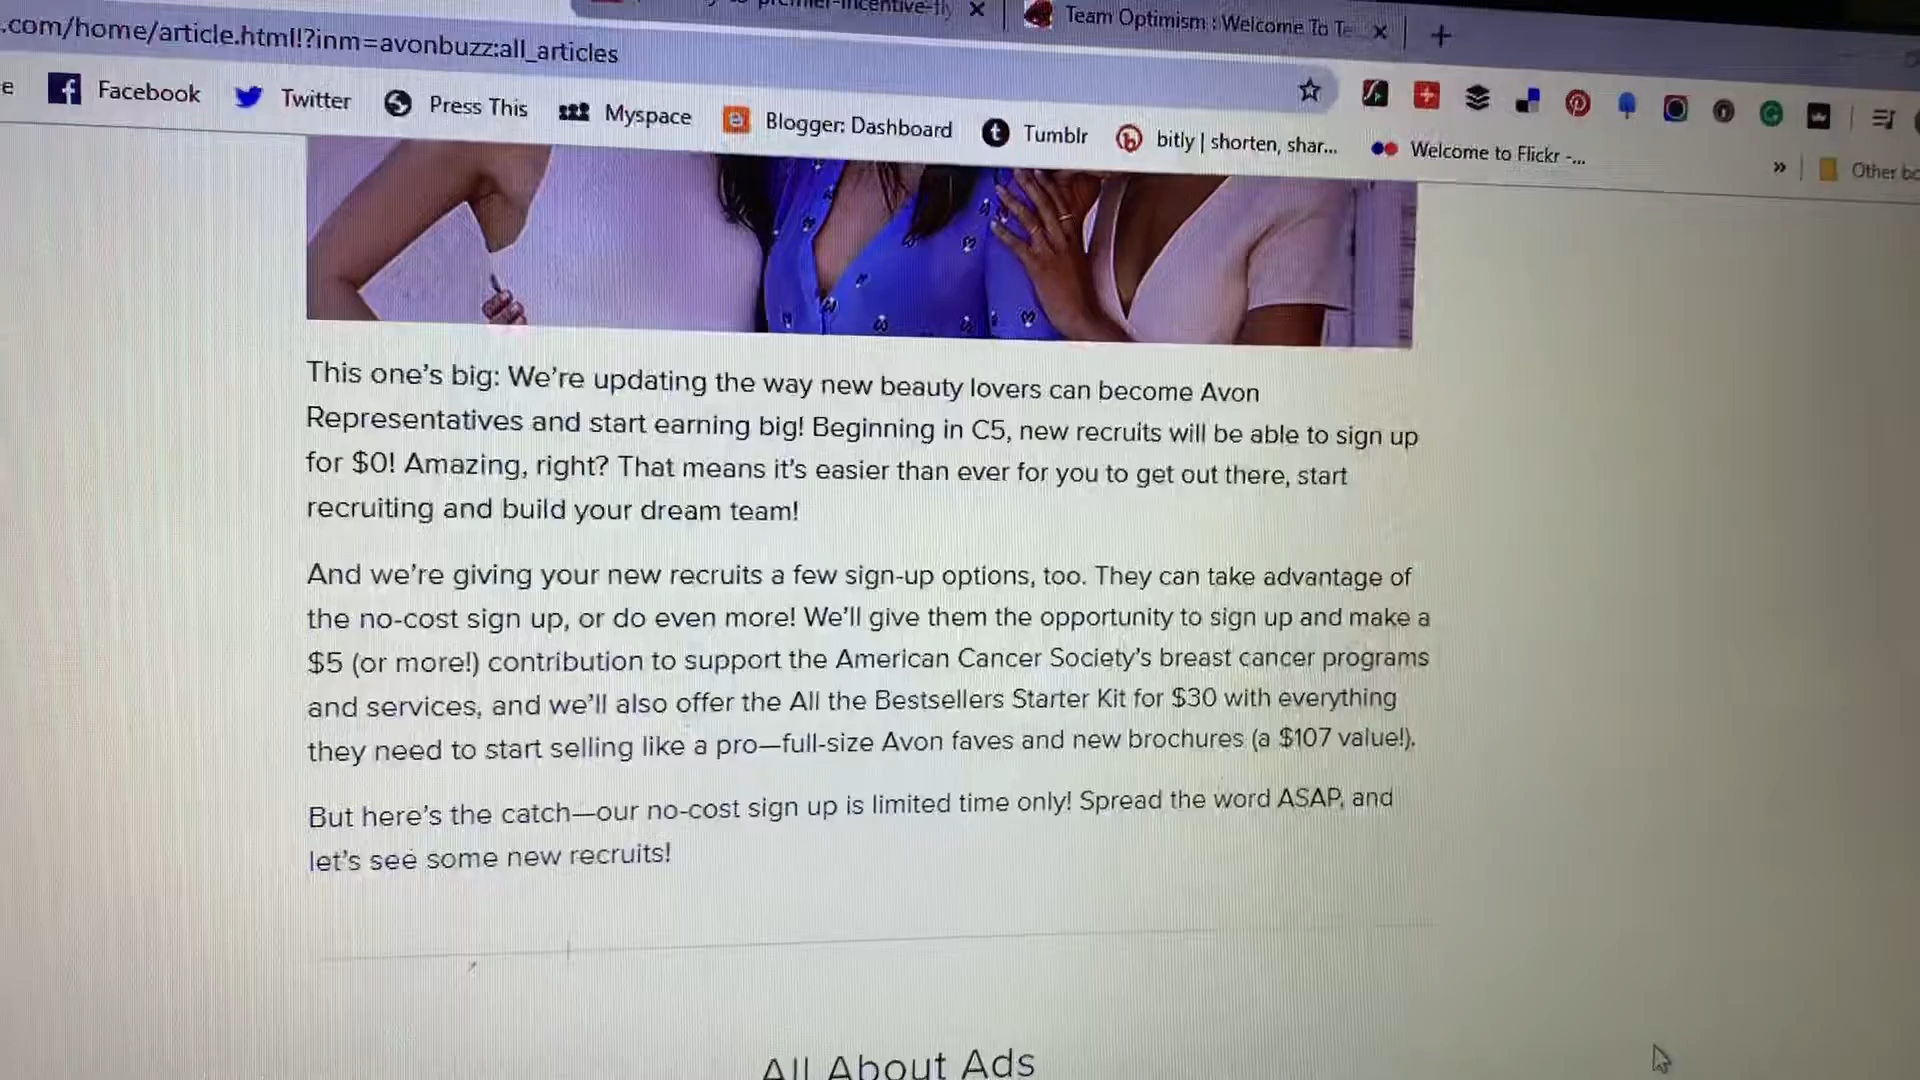 premier-incentive-fly
Team Optimism : Welcome To Te
.com/home/article.html!?inm=avonbuzz:all_articles
e Facebook Twitter Press This Myspace Blogger: Dashboard Tumblr bitly | shorten, shar... Welcome to Flickr -... » Other bo
This one's big: We're updating the way new beauty lovers can become Avon
Representatives and start earning big! Beginning in C5, new recruits will be able to sign up
for $0! Amazing, right? That means it's easier than ever for you to get out there, start
recruiting and build your dream team!
And we're giving your new recruits a few sign-up options, too. They can take advantage of
the no-cost sign up, or do even more! We'll give them the opportunity to sign up and make a
$5 (or more!) contribution to support the American Cancer Society's breast cancer programs
and services, and we'll also offer the All the Bestsellers Starter Kit for $30 with everything
they need to start selling like a pro—full-size Avon faves and new brochures (a $107 value!).
But here's the catch—our no-cost sign up is limited time only! Spread the word ASAP, and
let's see some new recruits!
All About Ads